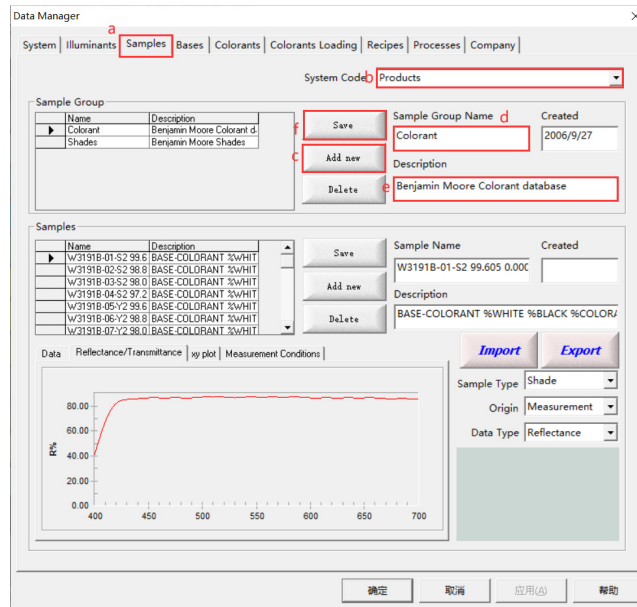 Data Manager
a
System Illuminants Samples Bases Colorants Colorants Loading Recipes Processes Company
System Code b Products
Sample Group
Name Description
Colorant Benjamin Moore Colorant d
Shades Benjamin Moore Shades
f Save
c Add new
Delete
Sample Group Name d Created
Colorant 2006/9/27
Description
e Benjamin Moore Colorant database
Samples
Name Description
W3191B-01-S2 99.6 BASE-COLORANT %WHIT
W3191B-02-S2 98.8 BASE-COLORANT %WHIT
W3191B-03-S2 98.0 BASE-COLORANT %WHIT
W3191B-04-S2 97.2 BASE-COLORANT %WHIT
W3191B-05-Y2 99.6 BASE-COLORANT %WHIT
W3191B-06-Y2 98.8 BASE-COLORANT %WHIT
W3191B-07-Y2 98.0 BASE-COLORANT %WHIT
Save
Add new
Delete
Sample Name Created
W3191B-01-S2 99.605 0.000
Description
BASE-COLORANT %WHITE %BLACK %COLORA
Data Reflectance/Transmittance xy plot Measurement Conditions
Import Export
Sample Type Shade
Origin Measurement
Data Type Reflectance
R%
80.00
60.00
40.00
20.00
0.00
400 450 500 550 600 650 700
确定 取消 应用(A) 帮助